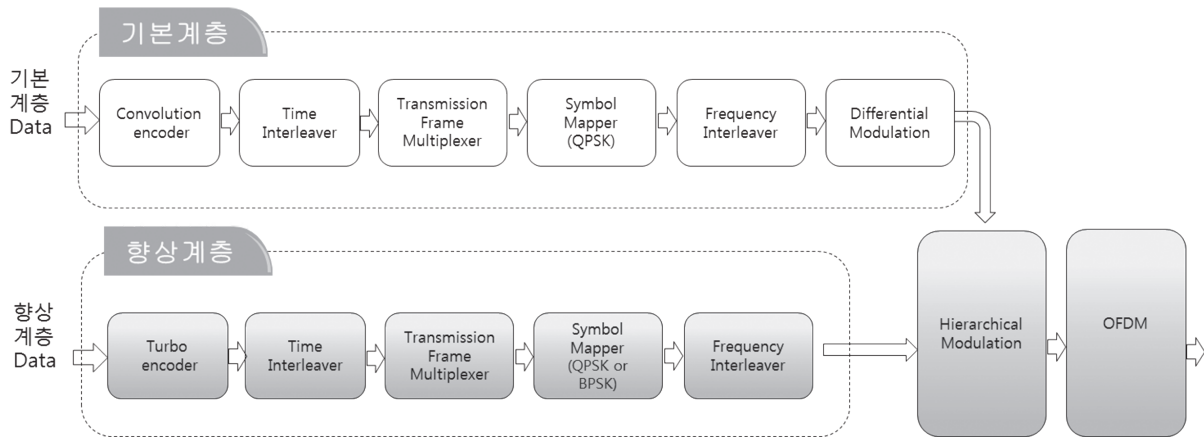 기본계층
기본
계층
Data
Convolution
encoder
Time
Interleaver
Transmission
Frame
Multiplexer
Symbol
Mapper
(QPSK)
Frequency
Interleaver
Differential
Modulation
향상계층
향상
계층
Data
Turbo
encoder
Time
Interleaver
Transmission
Frame
Multiplexer
Symbol
Mapper
(QPSK or
BPSK)
Frequency
Interleaver
Hierarchical
Modulation
OFDM